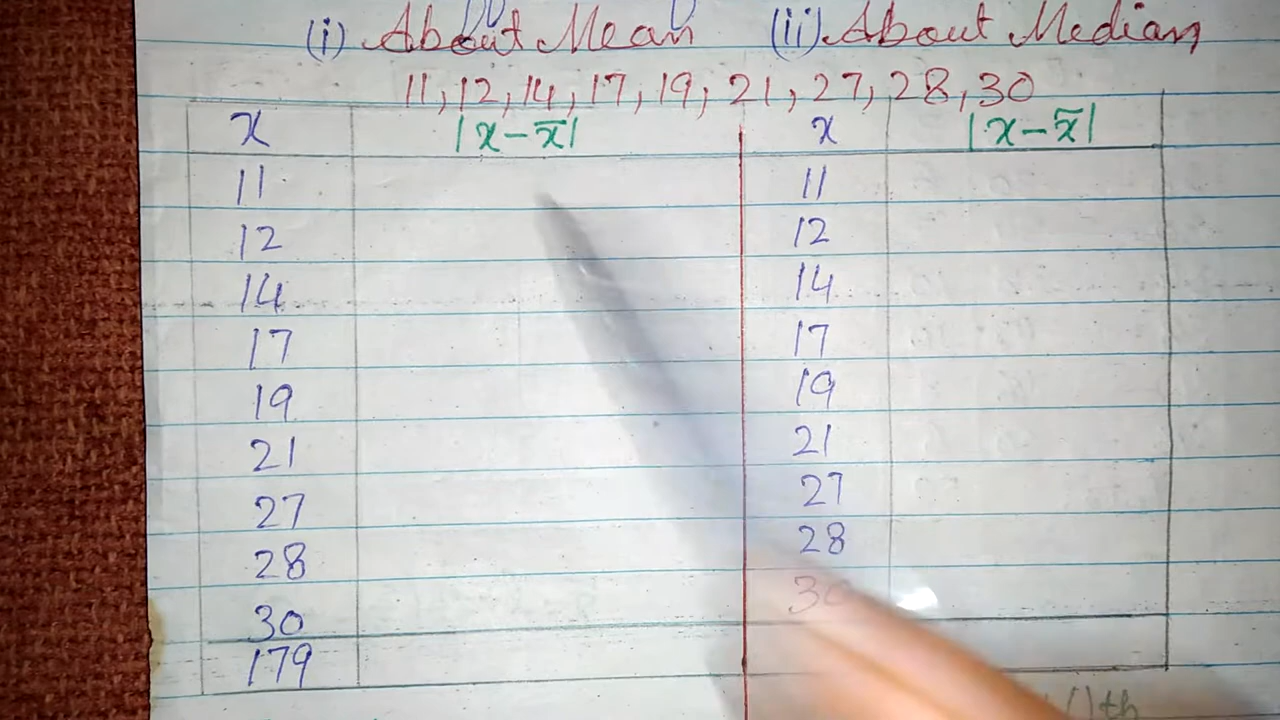 (i) About Mean (ii) About Median
11, 12, 14, 17, 19, 21, 27, 28, 30
x |x-x̄| x |x-x̃|
11 11
12 12
14 14
17 17
19 19
21 21
27 27
28 28
30 30
179
()th